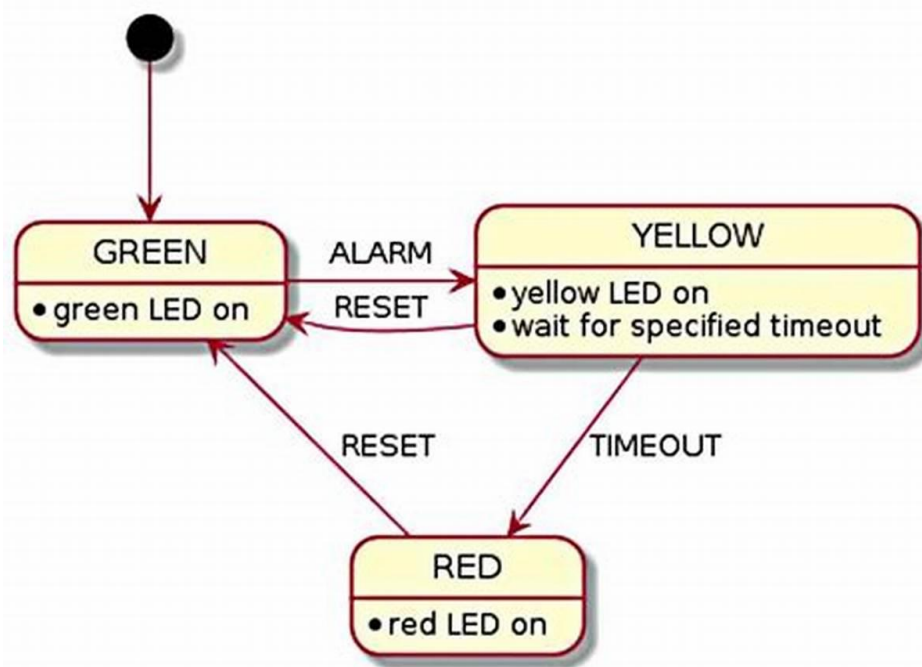 GREEN
• green LED on
ALARM
RESET
YELLOW
• yellow LED on
• wait for specified timeout
RESET
TIMEOUT
RED
• red LED on